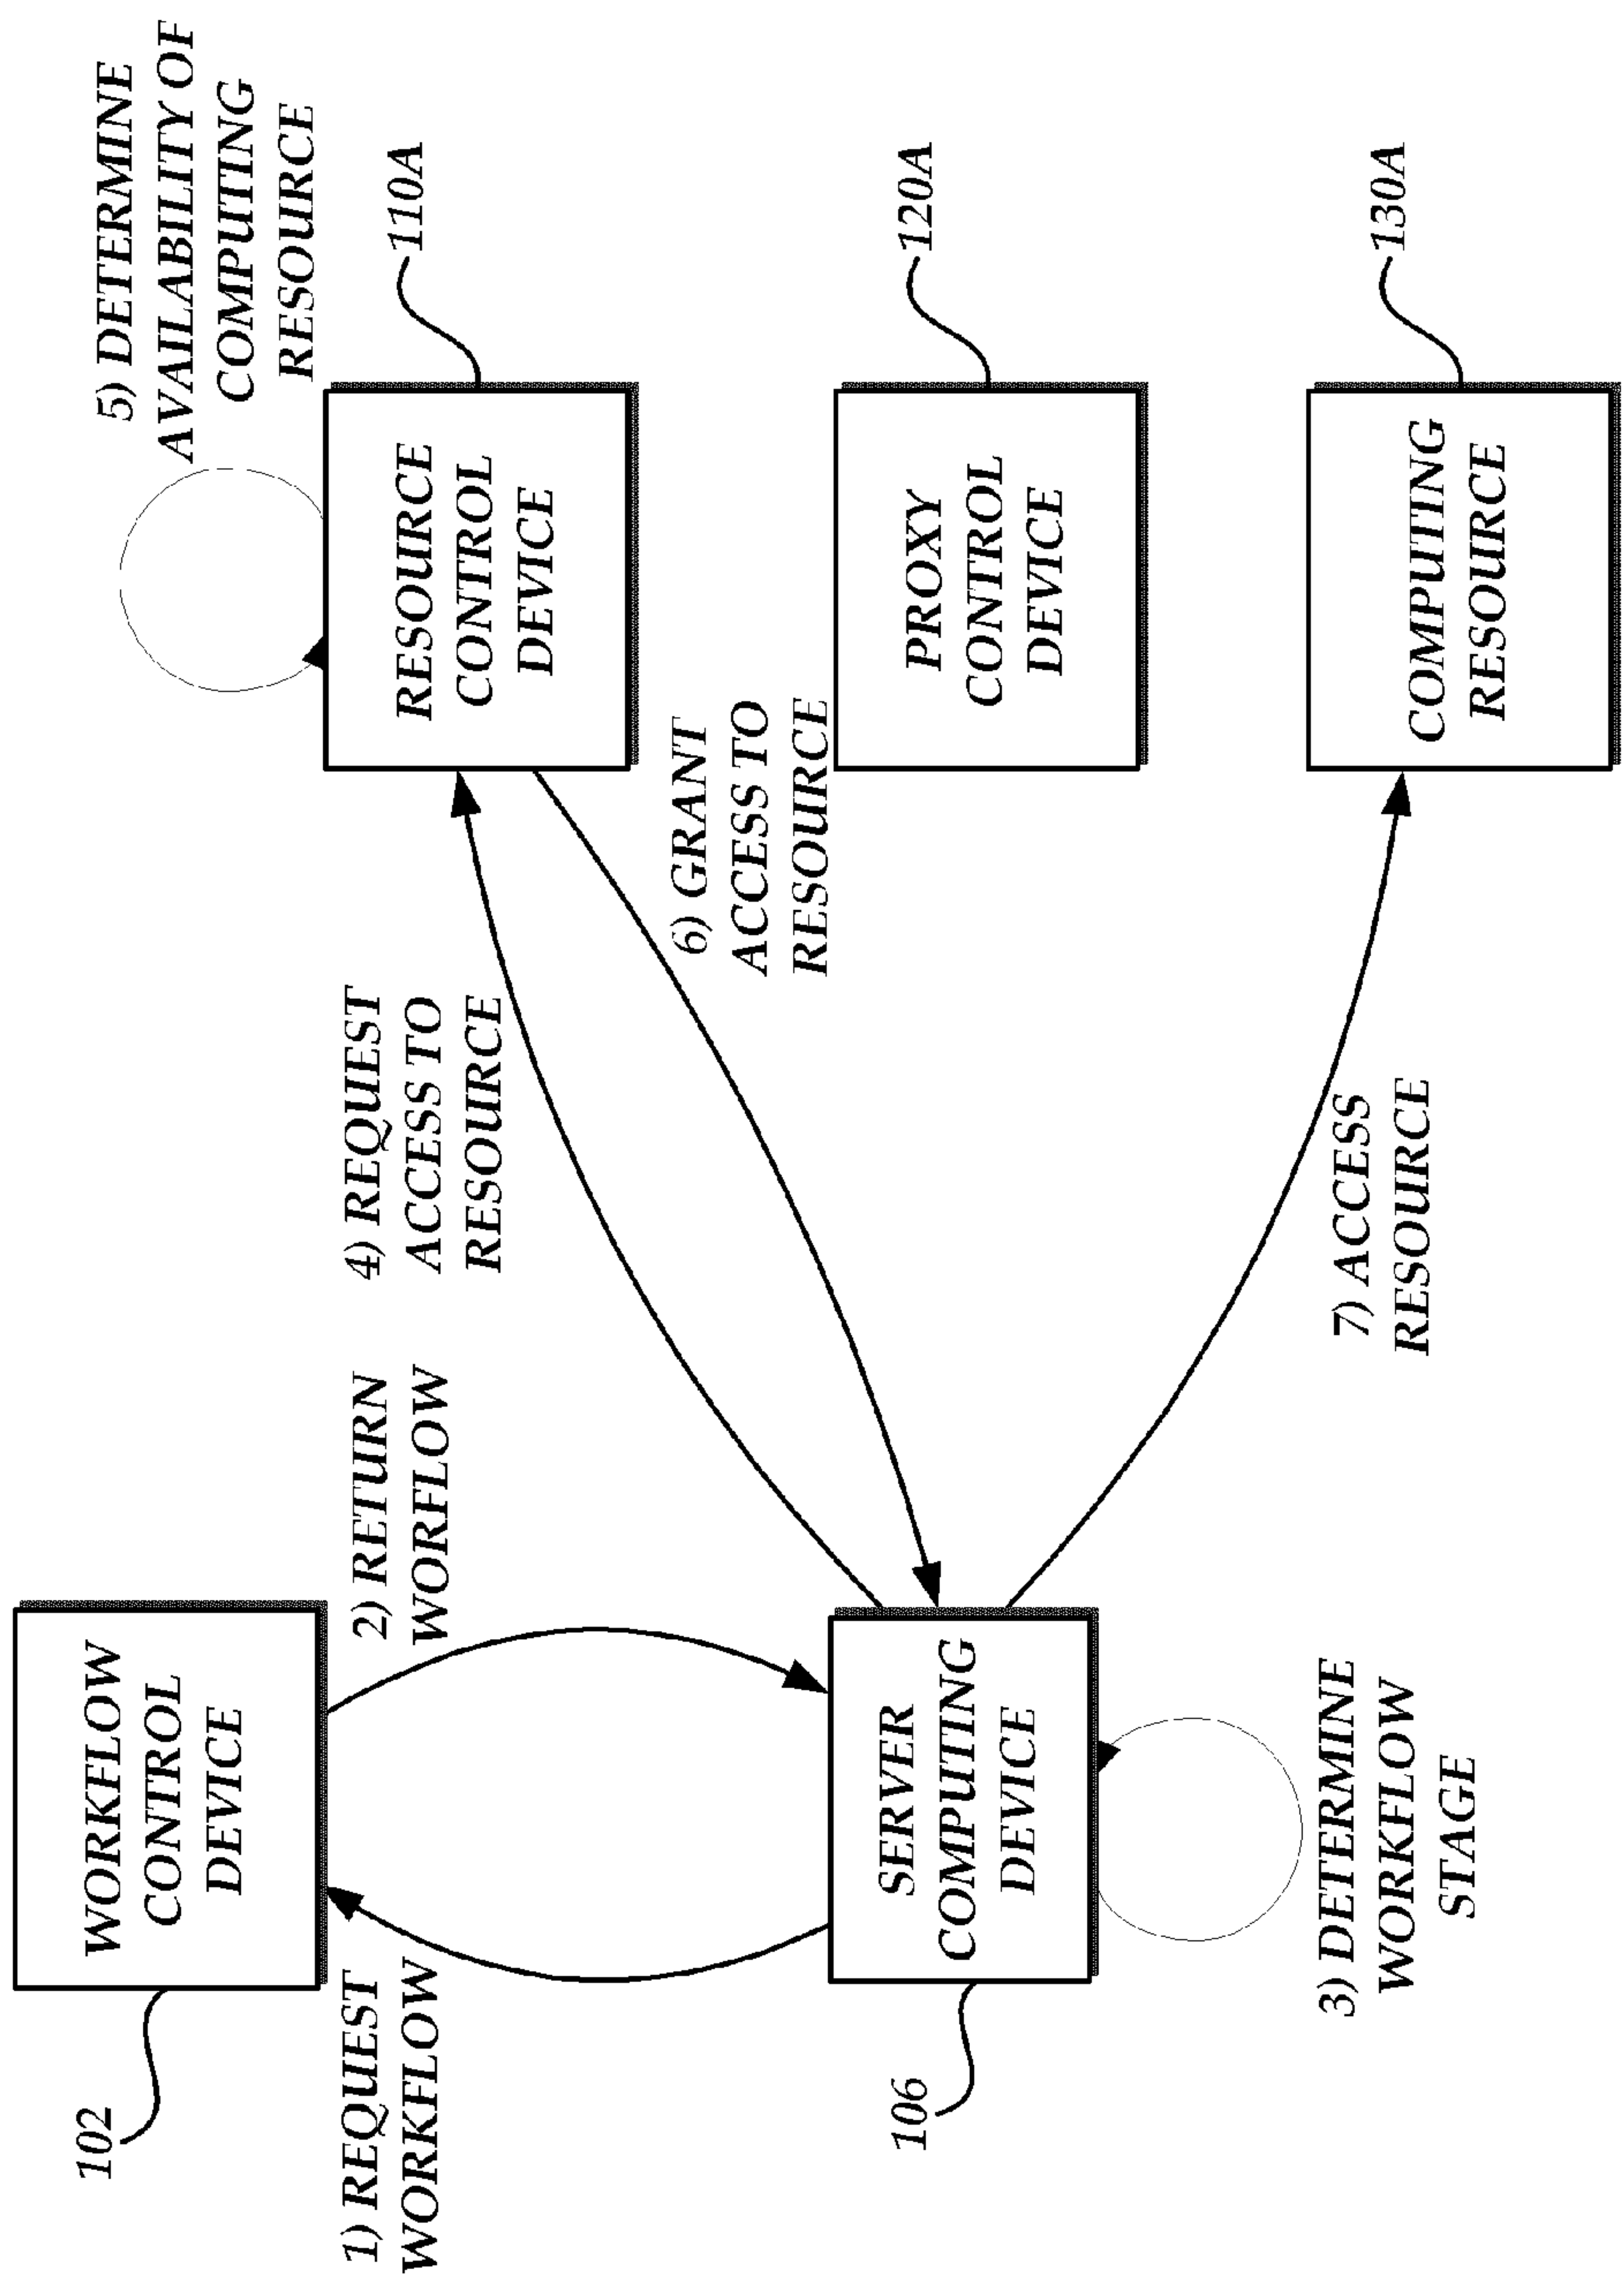 102
WORKFLOW
CONTROL
DEVICE
1) REQUEST
WORKFLOW
2) RETURN
WORFLOW
106
SERVER
COMPUTING
DEVICE
3) DETERMINE
WORKFLOW
STAGE
4) REQUEST
ACCESS TO
RESOURCE
5) DETERMINE
AVAILABILITY OF
COMPUTING
RESOURCE
RESOURCE
CONTROL
DEVICE
110A
6) GRANT
ACCESS TO
RESOURCE
PROXY
CONTROL
DEVICE
120A
7) ACCESS
RESOURCE
COMPUTING
RESOURCE
130A